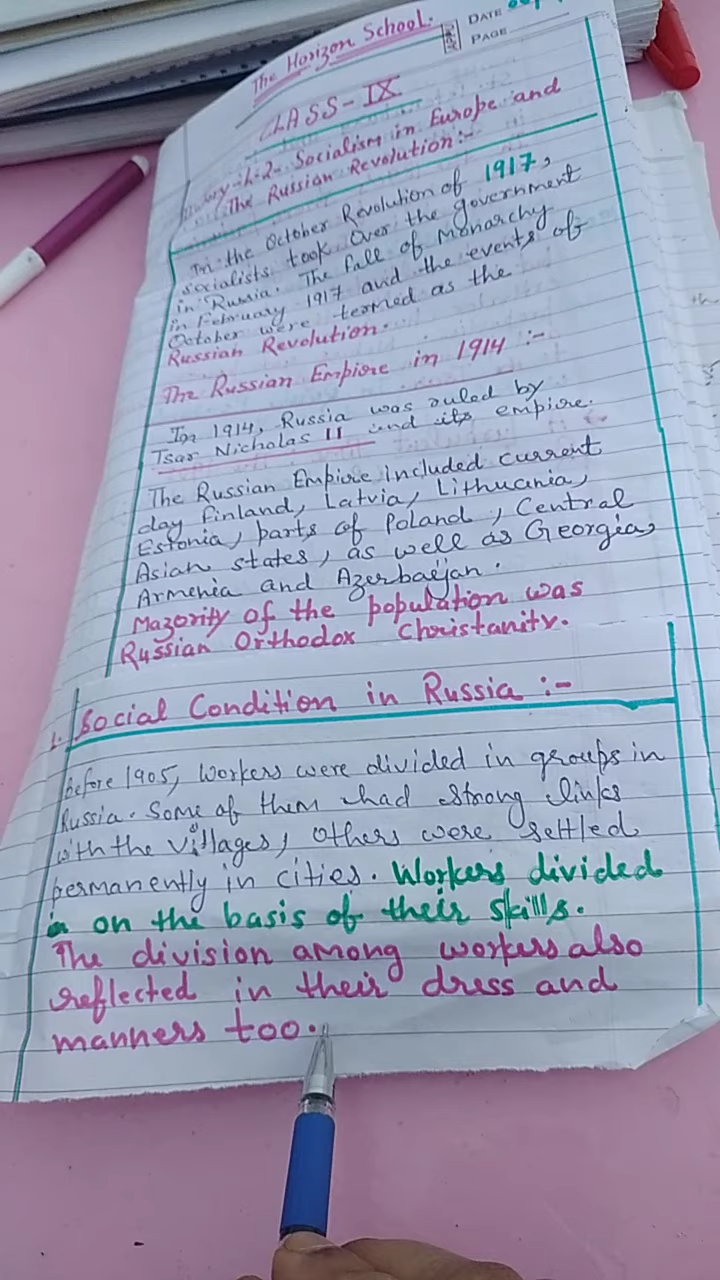 The Horizon School.
DATE
PAGE
CLASS-IX
2- Socialism in Europe and
The Russian Revolution:-
In the October Revolution of 1917,
socialists took over the government
in Russia. The fall of monarchy
in February 1917 and the events of
October were termed as the
Russian Revolution.
The Russian Empire in 1914 :-
In 1914, Russia was ruled by
Tsar Nicholas II and its empire.
The Russian Empire included current
day Finland, Latvia, Lithuania,
Estonia, parts of Poland, Central
Asian states, as well as Georgia,
Armenia and Azerbaijan.
Mazority of the population was
Russian Orthodox Christanity.
1. Social Condition in Russia :-
Before 1905, Workers were divided in groups in
Russia. Some of them had strong links
with the villages, Others were settled
permanently in cities. Workers divided
on the basis of their skills.
The division among workers also
reflected in their dress and
manners too.